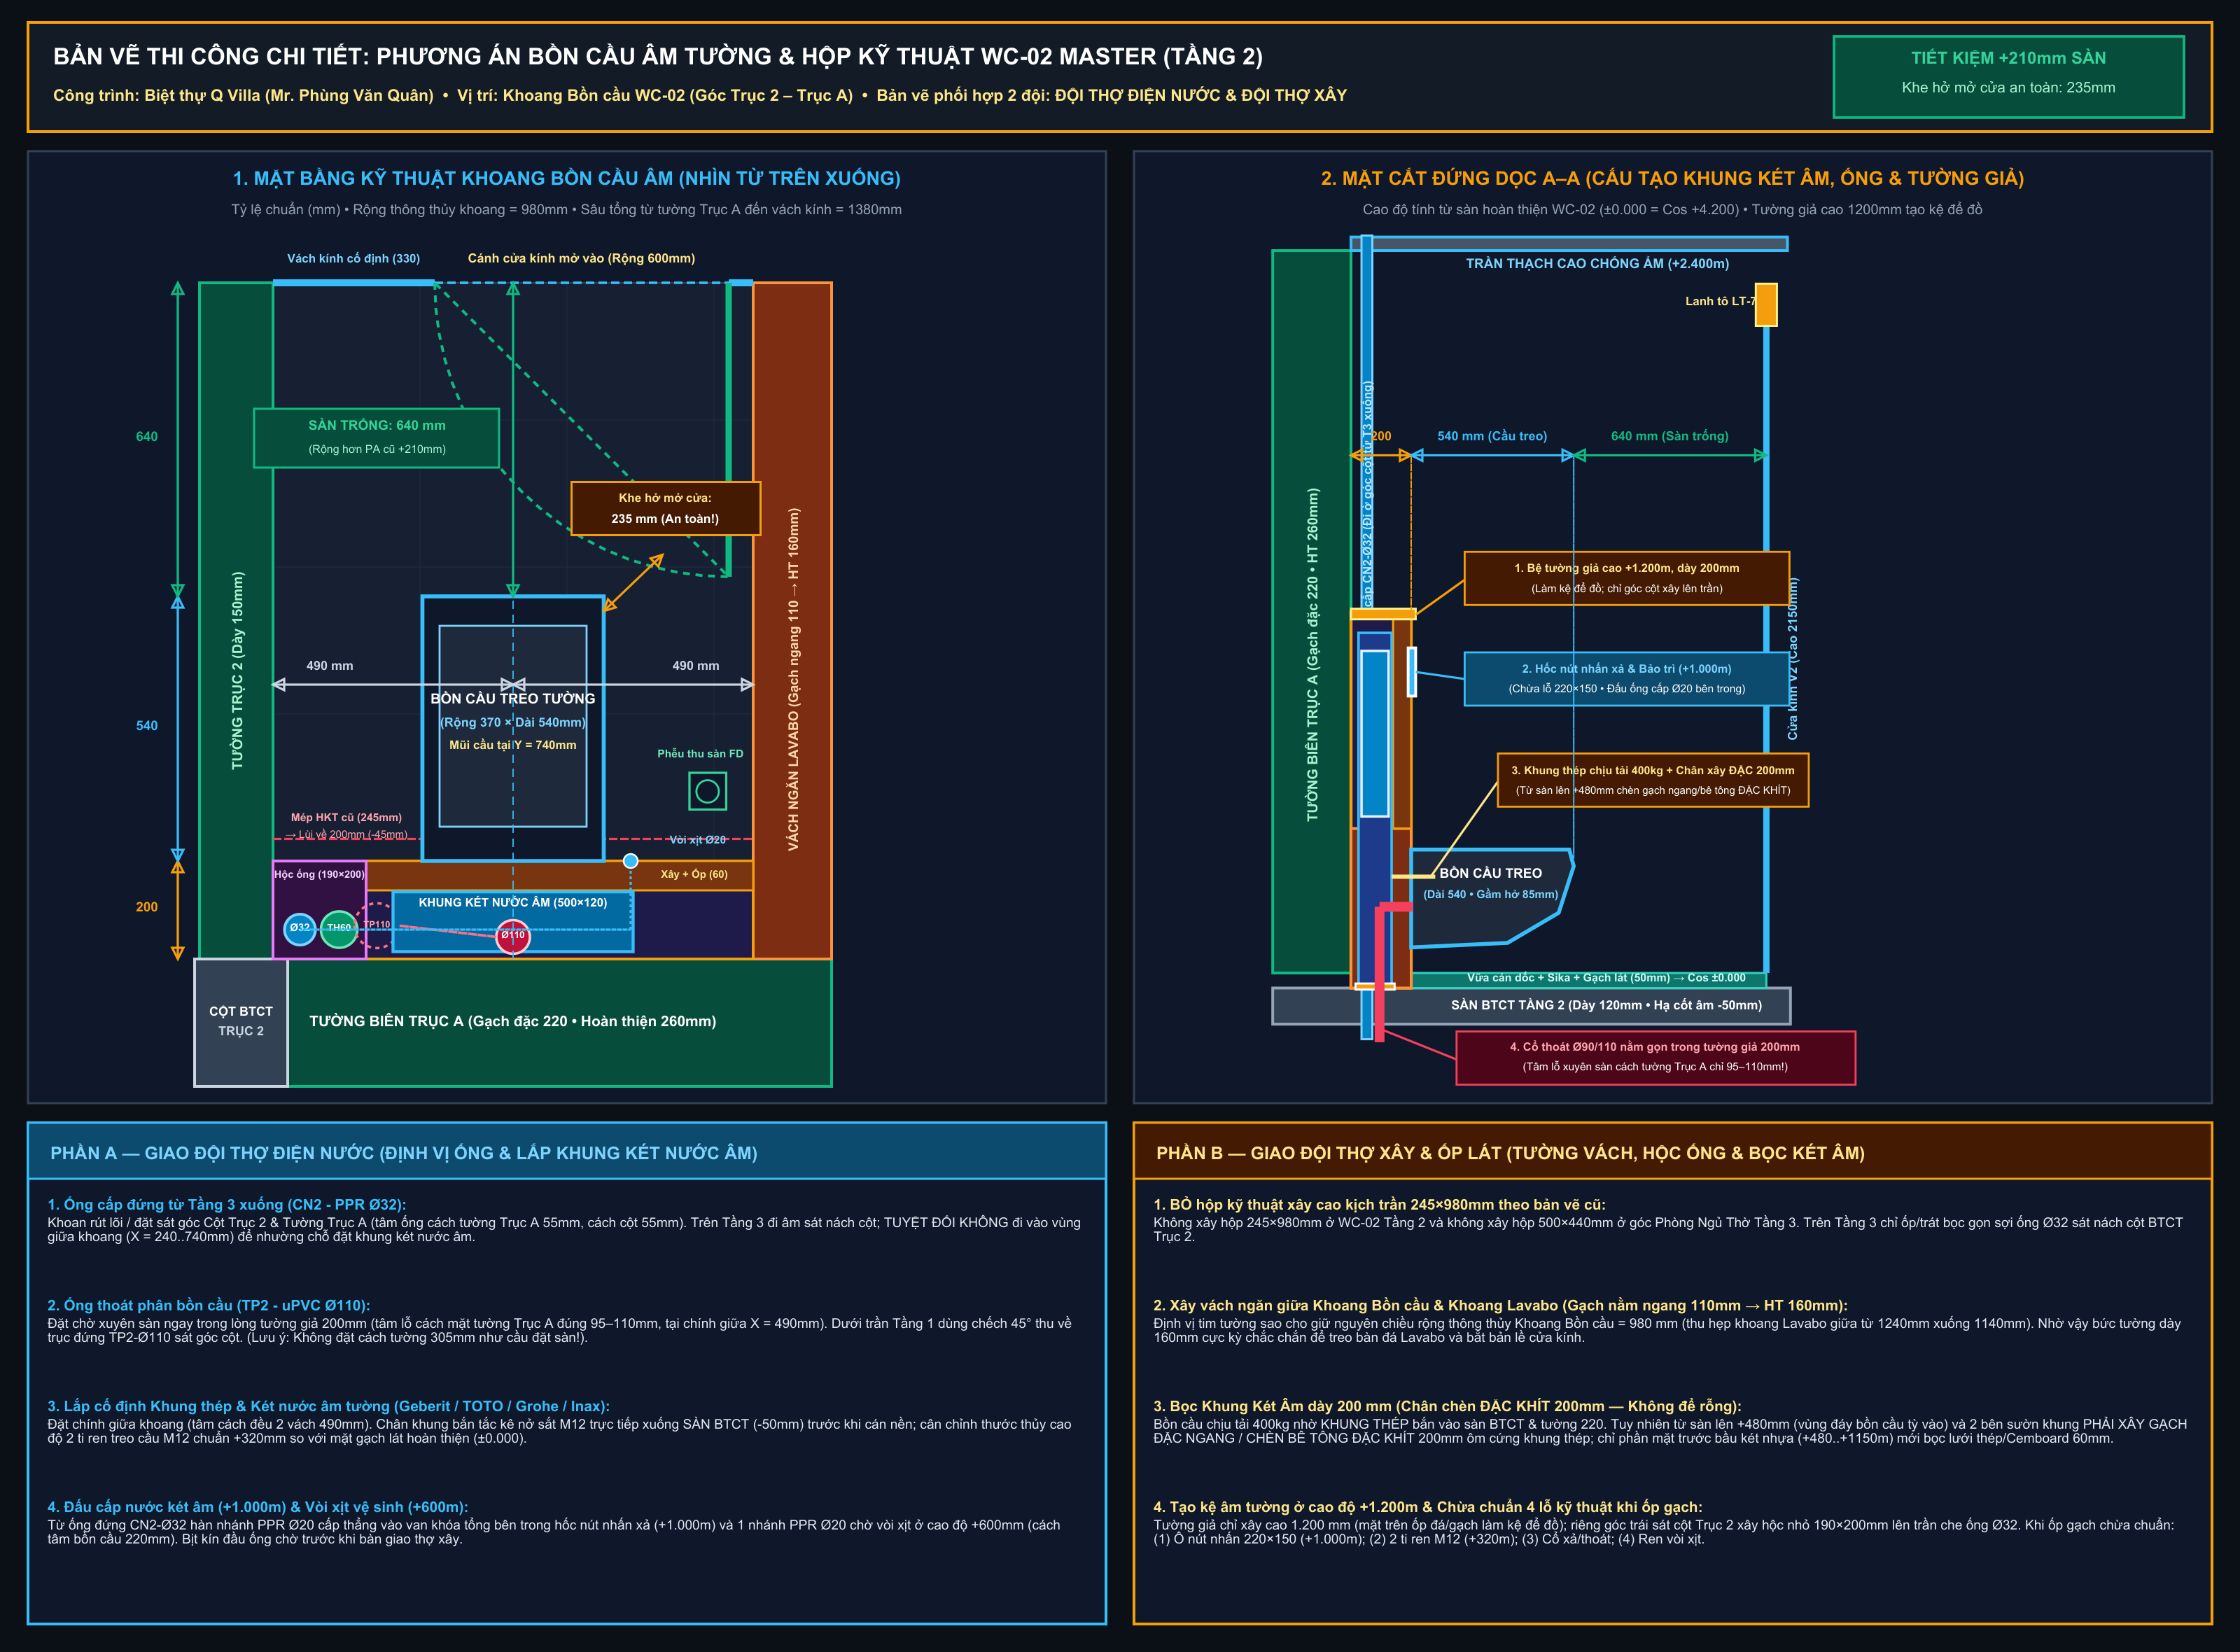 BẢN VẼ THI CÔNG CHI TIẾT: PHƯƠNG ÁN BỒN CẦU ÂM TƯỜNG & HỘP KỸ THUẬT WC-02 MASTER (TẦNG 2)
Công trình: Biệt thự Q Villa (Mr. Phùng Văn Quân) • Vị trí: Khoang Bồn cầu WC-02 (Góc Trục 2 – Trục A) • Bản vẽ phối hợp 2 đội: ĐỘI THỢ ĐIỆN NƯỚC & ĐỘI THỢ XÂY
TIẾT KIỆM +210mm SÀN
Khe hở mở cửa an toàn: 235mm
1. MẶT BẰNG KỸ THUẬT KHOANG BỒN CẦU ÂM (NHÌN TỪ TRÊN XUỐNG)
Tỷ lệ chuẩn (mm) • Rộng thông thủy khoang = 980mm • Sâu tổng từ tường Trục A đến vách kính = 1380mm
Vách kính cố định (330)
Cánh cửa kính mở vào (Rộng 600mm)
640
SÀN TRỐNG: 640 mm
(Rộng hơn PA cũ +210mm)
Khe hở mở cửa:
235 mm (An toàn!)
TƯỜNG TRỤC 2 (Dày 150mm)
VÁCH NGĂN LAVABO (Gạch ngang 110 → HT 160mm)
490 mm
490 mm
BỒN CẦU TREO TƯỜNG
(Rộng 370 × Dài 540mm)
Mũi cầu tại Y = 740mm
540
Phễu thu sàn FD
Mép HKT cũ (245mm)
→ Lùi về 200mm (-45mm)
Vòi xịt Ø20
Hộc ống (190×200)
Xây + Ốp (60)
KHUNG KÉT NƯỚC ÂM (500×120)
200
Ø32
TH60
TP110
Ø110
CỘT BTCT
TRỤC 2
TƯỜNG BIÊN TRỤC A (Gạch đặc 220 • Hoàn thiện 260mm)
2. MẶT CẮT ĐỨNG DỌC A–A (CẤU TẠO KHUNG KÉT ÂM, ỐNG & TƯỜNG GIẢ)
Cao độ tính từ sàn hoàn thiện WC-02 (±0.000 = Cos +4.200) • Tường giả cao 1200mm tạo kệ để đồ
TRẦN THẠCH CAO CHỐNG ẨM (+2.400m)
Lanh tô LT-7
200
540 mm (Cầu treo)
640 mm (Sàn trống)
cấp CN2-Ø32 (Đi ở góc cột từ T3 xuống)
TƯỜNG BIÊN TRỤC A (Gạch đặc 220 • HT 260mm)
1. Bệ tường giả cao +1.200m, dày 200mm
(Làm kệ để đồ; chỉ góc cột xây lên trần)
Cửa kính V2 (Cao 2150mm)
2. Hốc nút nhấn xả & Bảo trì (+1.000m)
(Chừa lỗ 220×150 • Đấu ống cấp Ø20 bên trong)
3. Khung thép chịu tải 400kg + Chân xây ĐẶC 200mm
(Từ sàn lên +480mm chèn gạch ngang/bê tông ĐẶC KHÍT)
BỒN CẦU TREO
(Dài 540 • Gầm hở 85mm)
Vữa cán dốc + Sika + Gạch lát (50mm) → Cos ±0.000
SÀN BTCT TẦNG 2 (Dày 120mm • Hạ cốt âm -50mm)
4. Cổ thoát Ø90/110 nằm gọn trong tường giả 200mm
(Tâm lỗ xuyên sàn cách tường Trục A chỉ 95–110mm!)
PHẦN A — GIAO ĐỘI THỢ ĐIỆN NƯỚC (ĐỊNH VỊ ỐNG & LẮP KHUNG KÉT NƯỚC ÂM)
1. Ống cấp đứng từ Tầng 3 xuống (CN2 - PPR Ø32):
Khoan rút lõi / đặt sát góc Cột Trục 2 & Tường Trục A (tâm ống cách tường Trục A 55mm, cách cột 55mm). Trên Tầng 3 đi âm sát nách cột; TUYỆT ĐỐI KHÔNG đi vào vùng
giữa khoang (X = 240..740mm) để nhường chỗ đặt khung két nước âm.
2. Ống thoát phân bồn cầu (TP2 - uPVC Ø110):
Đặt chờ xuyên sàn ngay trong lòng tường giả 200mm (tâm lỗ cách mặt tường Trục A đúng 95–110mm, tại chính giữa X = 490mm). Dưới trần Tầng 1 dùng chếch 45° thu về
trục đứng TP2-Ø110 sát góc cột. (Lưu ý: Không đặt cách tường 305mm như cầu đặt sàn!).
3. Lắp cố định Khung thép & Két nước âm tường (Geberit / TOTO / Grohe / Inax):
Đặt chính giữa khoang (tâm cách đều 2 vách 490mm). Chân khung bắn tắc kê nở sắt M12 trực tiếp xuống SÀN BTCT (-50mm) trước khi cán nền; cân chỉnh thước thủy cao
độ 2 ti ren treo cầu M12 chuẩn +320mm so với mặt gạch lát hoàn thiện (±0.000).
4. Đấu cấp nước két âm (+1.000m) & Vòi xịt vệ sinh (+600m):
Từ ống đứng CN2-Ø32 hàn nhánh PPR Ø20 cấp thẳng vào van khóa tổng bên trong hốc nút nhấn xả (+1.000m) và 1 nhánh PPR Ø20 chờ vòi xịt ở cao độ +600mm (cách
tâm bồn cầu 220mm). Bịt kín đầu ống chờ trước khi bàn giao thợ xây.
PHẦN B — GIAO ĐỘI THỢ XÂY & ỐP LÁT (TƯỜNG VÁCH, HỘC ỐNG & BỌC KÉT ÂM)
1. BỎ hộp kỹ thuật xây cao kịch trần 245×980mm theo bản vẽ cũ:
Không xây hộp 245×980mm ở WC-02 Tầng 2 và không xây hộp 500×440mm ở góc Phòng Ngủ Thờ Tầng 3. Trên Tầng 3 chỉ ốp/trát bọc gọn sợi ống Ø32 sát nách cột BTCT
Trục 2.
2. Xây vách ngăn giữa Khoang Bồn cầu & Khoang Lavabo (Gạch nằm ngang 110mm → HT 160mm):
Định vị tim tường sao cho giữ nguyên chiều rộng thông thủy Khoang Bồn cầu = 980 mm (thu hẹp khoang Lavabo giữa từ 1240mm xuống 1140mm). Nhờ vậy bức tường dày
160mm cực kỳ chắc chắn để treo bàn đá Lavabo và bắt bản lề cửa kính.
3. Bọc Khung Két Âm dày 200 mm (Chân chèn ĐẶC KHÍT 200mm — Không để rỗng):
Bồn cầu chịu tải 400kg nhờ KHUNG THÉP bắn vào sàn BTCT & tường 220. Tuy nhiên từ sàn lên +480mm (vùng đáy bồn cầu tỳ vào) và 2 bên sườn khung PHẢI XÂY GẠCH
ĐẶC NGANG / CHÈN BÊ TÔNG ĐẶC KHÍT 200mm ôm cứng khung thép; chỉ phần mặt trước bầu két nhựa (+480..+1150m) mới bọc lưới thép/Cemboard 60mm.
4. Tạo kệ âm tường ở cao độ +1.200m & Chừa chuẩn 4 lỗ kỹ thuật khi ốp gạch:
Tường giả chỉ xây cao 1.200 mm (mặt trên ốp đá/gạch làm kệ để đồ); riêng góc trái sát cột Trục 2 xây hộc nhỏ 190×200mm lên trần che ống Ø32. Khi ốp gạch chừa chuẩn:
(1) Ô nút nhấn 220×150 (+1.000m); (2) 2 ti ren M12 (+320m); (3) Cổ xả/thoát; (4) Ren vòi xịt.